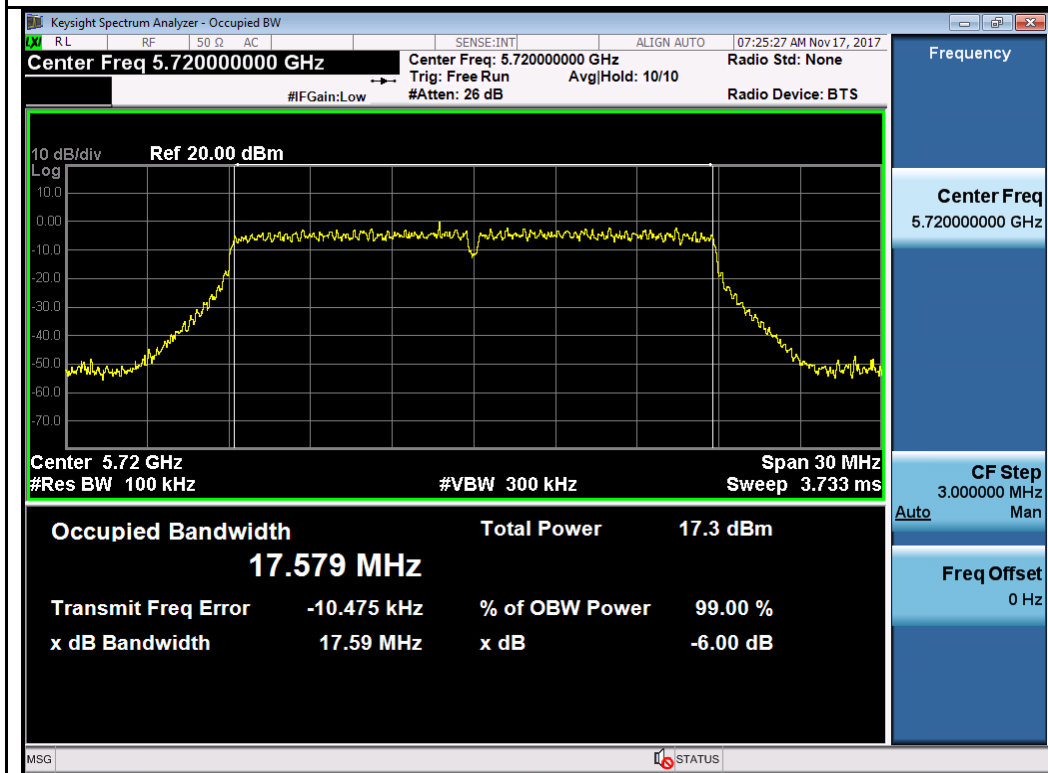 Keysight Spectrum Analyzer - Occupied BW
LXI RL RF 50 Ω AC SENSE:INT ALIGN AUTO 07:25:27 AM Nov 17, 2017
Center Freq 5.720000000 GHz
#IFGain:Low
Center Freq: 5.720000000 GHz
Trig: Free Run Avg|Hold: 10/10
#Atten: 26 dB
Radio Std: None
Radio Device: BTS
10 dB/div Ref 20.00 dBm
Log
10.0
0.00
-10.0
-20.0
-30.0
-40.0
-50.0
-60.0
-70.0
Center 5.72 GHz Span 30 MHz
#Res BW 100 kHz #VBW 300 kHz Sweep 3.733 ms
Occupied Bandwidth Total Power 17.3 dBm
17.579 MHz
Transmit Freq Error -10.475 kHz % of OBW Power 99.00 %
x dB Bandwidth 17.59 MHz x dB -6.00 dB
MSG STATUS
Frequency
Center Freq
5.720000000 GHz
CF Step
3.000000 MHz
Auto Man
Freq Offset
0 Hz